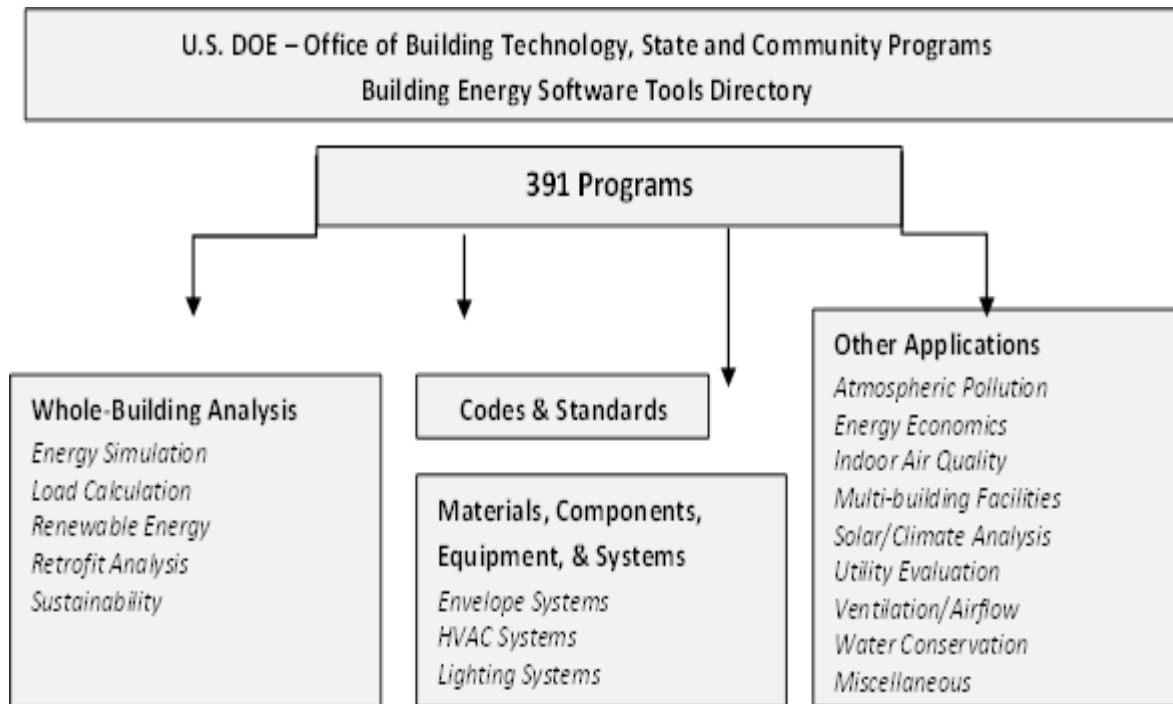 U.S. DOE – Office of Building Technology, State and Community Programs
Building Energy Software Tools Directory
391 Programs
Whole-Building Analysis
Energy Simulation
Load Calculation
Renewable Energy
Retrofit Analysis
Sustainability
Codes & Standards
Materials, Components,
Equipment, & Systems
Envelope Systems
HVAC Systems
Lighting Systems
Other Applications
Atmospheric Pollution
Energy Economics
Indoor Air Quality
Multi-building Facilities
Solar/Climate Analysis
Utility Evaluation
Ventilation/Airflow
Water Conservation
Miscellaneous